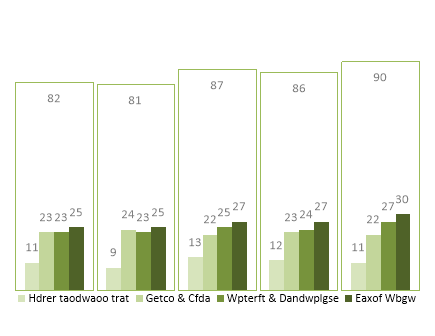 82 81 87 86 90
11 23 23 25 9 24 23 25 13 22 25 27 12 23 24 27 11 22 27 30
Hdrer taodwaoo trat Getco & Cfda Wpterft & Dandwplgse Eaxof Wbgw